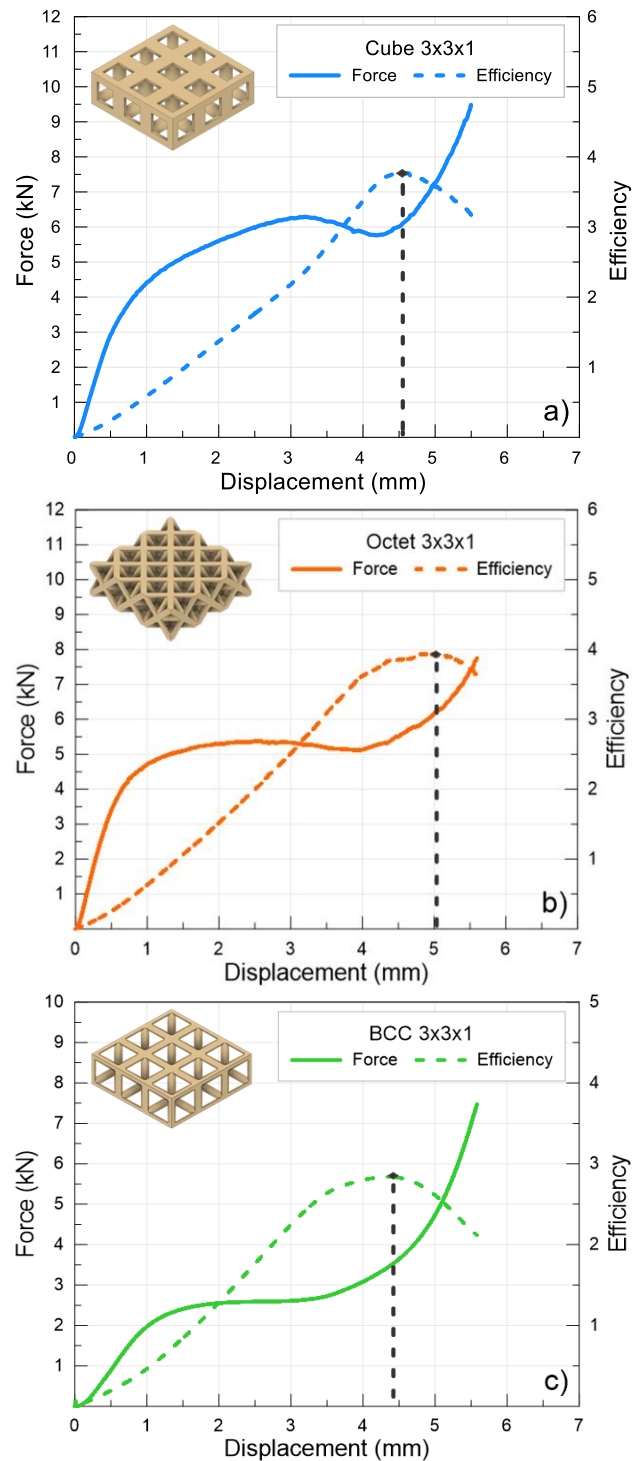 12
11
10
9
8
7
6
5
4
3
2
1
Force (kN)
Cube 3x3x1
Force Efficiency
6
5
4
3
2
1
Efficiency
a)
0 1 2 3 4 5 6 7
Displacement (mm)
12
11
10
9
8
7
6
5
4
3
2
1
Force (kN)
Octet 3x3x1
Force Efficiency
6
5
4
3
2
1
Efficiency
b)
0 1 2 3 4 5 6 7
Displacement (mm)
10
9
8
7
6
5
4
3
2
1
Force (kN)
BCC 3x3x1
Force Efficiency
5
4
3
2
1
Efficiency
c)
0 1 2 3 4 5 6 7
Displacement (mm)